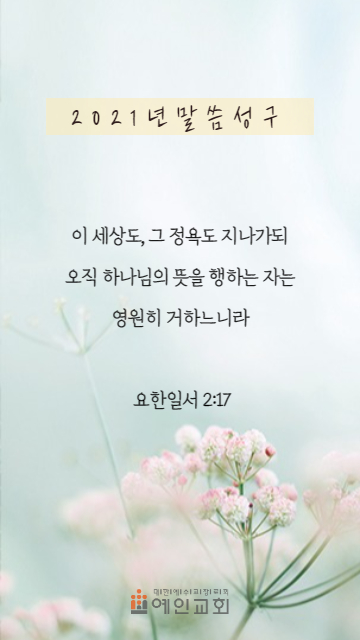 2021년말씀성구
이 세상도, 그 정욕도 지나가되
오직 하나님의 뜻을 행하는 자는
영원히 거하느니라
요한일서 2:17
예인교회